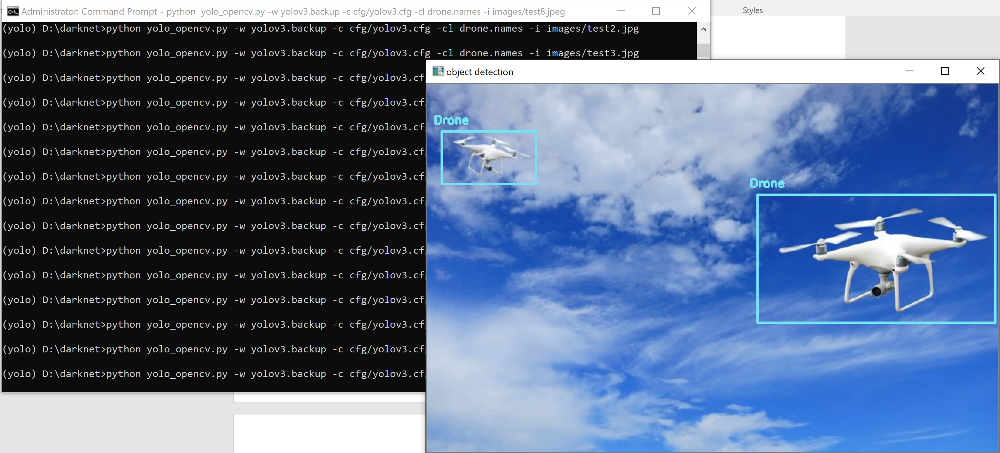 Administrator: Command Prompt - python  yolo_opencv.py -w yolov3.backup -c cfg/yolov3.cfg -cl drone.names -i images/test8.jpeg
Styles
(yolo) D:\darknet>python yolo_opencv.py -w yolov3.backup -c cfg/yolov3.cfg -cl drone.names -i images/test2.jpg
(yolo) D:\darknet>python yolo_opencv.py -w yolov3.backup -c cfg/yolov3.cfg -cl drone.names -i images/test3.jpg
(yolo) D:\darknet>python yolo_opencv.py -w yolov3.backup -c cfg/yolov3.cf
(yolo) D:\darknet>python yolo_opencv.py -w yolov3.backup -c cfg/yolov3.cf
(yolo) D:\darknet>python yolo_opencv.py -w yolov3.backup -c cfg/yolov3.cf
(yolo) D:\darknet>python yolo_opencv.py -w yolov3.backup -c cfg/yolov3.cf
(yolo) D:\darknet>python yolo_opencv.py -w yolov3.backup -c cfg/yolov3.cf
(yolo) D:\darknet>python yolo_opencv.py -w yolov3.backup -c cfg/yolov3.cf
(yolo) D:\darknet>python yolo_opencv.py -w yolov3.backup -c cfg/yolov3.cf
(yolo) D:\darknet>python yolo_opencv.py -w yolov3.backup -c cfg/yolov3.cf
(yolo) D:\darknet>python yolo_opencv.py -w yolov3.backup -c cfg/yolov3.cf
(yolo) D:\darknet>python yolo_opencv.py -w yolov3.backup -c cfg/yolov3.cf
(yolo) D:\darknet>python yolo_opencv.py -w yolov3.backup -c cfg/yolov3.cf
(yolo) D:\darknet>python yolo_opencv.py -w yolov3.backup -c cfg/yolov3.cf
(yolo) D:\darknet>python yolo_opencv.py -w yolov3.backup -c cfg/yolov3.cf
object detection
Drone
Drone